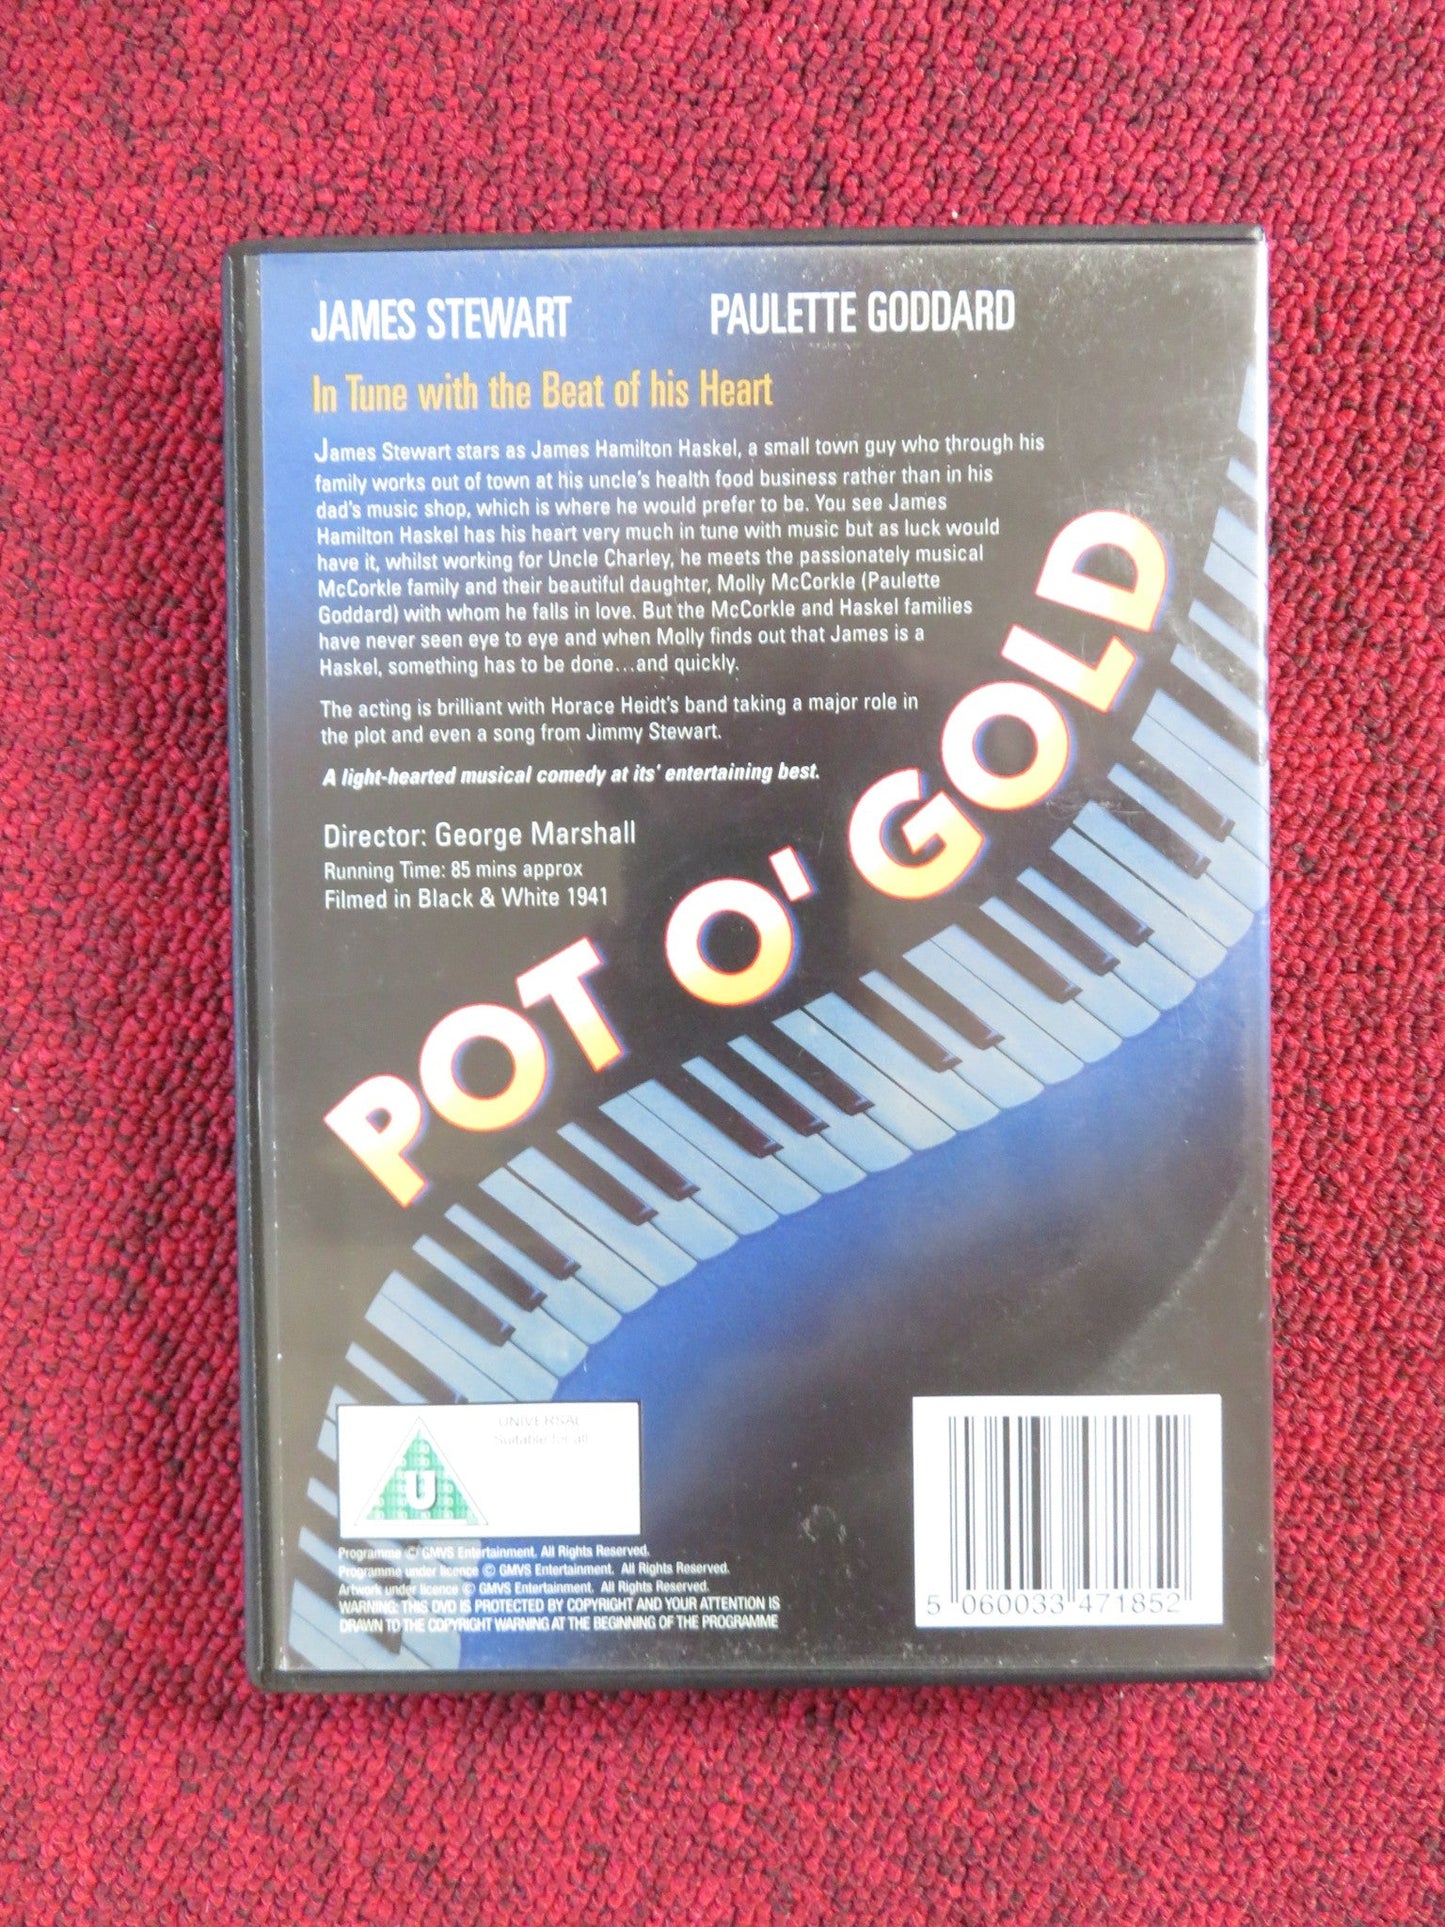 JAMES STEWART PAULETTE GODDARD
In Tune with the Beat of his Heart
James Stewart stars as James Hamilton Haskel, a small town guy who through his
family works out of town at his uncle's health food business rather than in his
dad's music shop, which is where he would prefer to be. You see James
Hamilton Haskel has his heart very much in tune with music but as luck would
have it, whilst working for Uncle Charley, he meets the passionately musical
McCorkle family and their beautiful daughter, Molly McCorkle (Paulette
Goddard) with whom he falls in love. But the McCorkle and Haskel families
have never seen eye to eye and when Molly finds out that James is a
Haskel, something has to be done...and quickly.
The acting is brilliant with Horace Heidt's band taking a major role in
the plot and even a song from Jimmy Stewart.
A light-hearted musical comedy at its' entertaining best.
Director: George Marshall
Running Time: 85 mins approx
Filmed in Black & White 1941
POT O' GOLD
U
UNIVERSAL
Suitable for all
Programme © GMVS Entertainment. All Rights Reserved.
Programme under licence © GMVS Entertainment. All Rights Reserved.
Artwork under licence © GMVS Entertainment. All Rights Reserved.
WARNING: THIS DVD IS PROTECTED BY COPYRIGHT AND YOUR ATTENTION IS
DRAWN TO THE COPYRIGHT WARNING AT THE BEGINNING OF THE PROGRAMME
5 060033 471852